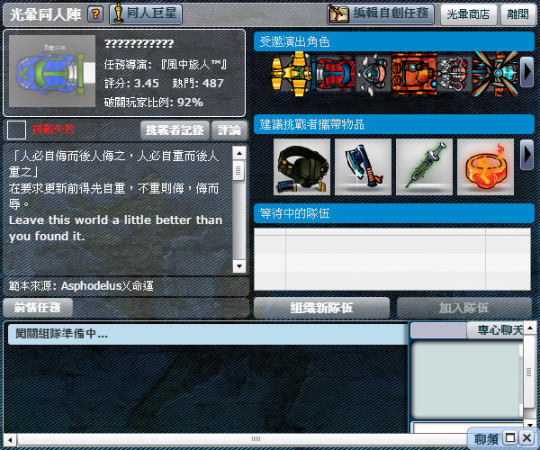 光暈同人陣 ? 同人巨星 編輯自創任務 光暈商店 離開
???????????
任務導演: 『風中旅人™』
評分: 3.45 熱門: 487
破關玩家比例: 92%
受邀演出角色
挑戰失敗 挑戰者記錄 評論
建議挑戰者攜帶物品
「人必自侮而後人侮之，人必自重而後人
重之」
在要求更新前得先自重，不重則侮，侮而
辱。
Leave this world a little better than
you found it.
等待中的隊伍
範本來源: Asphodelus乂命運
前情任務 組織新隊伍 加入隊伍
闖關組隊準備中...
專心聊天
聊頻